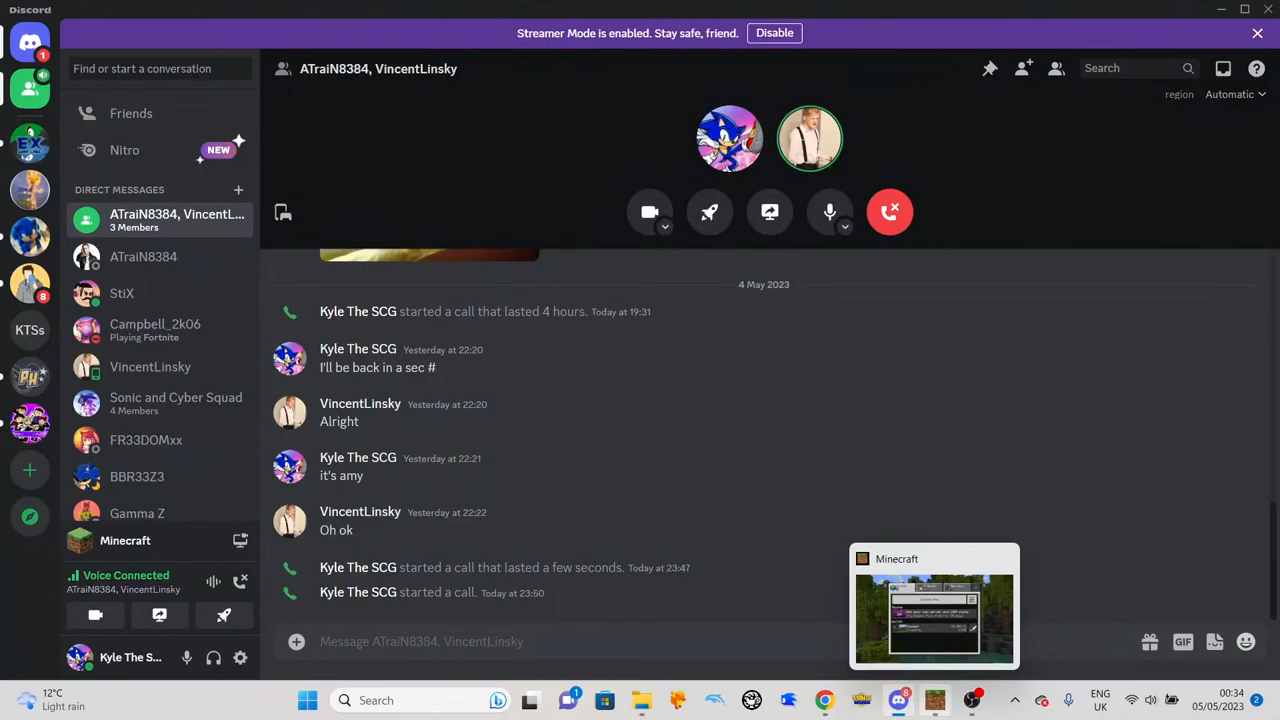 Discord
Streamer Mode is enabled. Stay safe, friend.
Disable
1
Find or start a conversation
ATraiN8384, VincentLinsky
Search
region
Automatic
Friends
Nitro
NEW
DIRECT MESSAGES
ATraiN8384, VincentL...
3 Members
ATraiN8384
StiX
Campbell_2k06
Playing Fortnite
VincentLinsky
Sonic and Cyber Squad
4 Members
FR33DOMxx
BBR33Z3
Gamma Z
EX
8
KTSs
PH
4 May 2023
Kyle The SCG started a call that lasted 4 hours. Today at 19:31
Kyle The SCG Yesterday at 22:20
I'll be back in a sec #
VincentLinsky Yesterday at 22:20
Alright
Kyle The SCG Yesterday at 22:21
it's amy
VincentLinsky Yesterday at 22:22
Oh ok
Kyle The SCG started a call that lasted a few seconds. Today at 23:47
Kyle The SCG started a call. Today at 23:50
Message ATraiN8384, VincentLinsky
GIF
Minecraft
Minecraft
Voice Connected
ATraiN8384, VincentLinsky
Kyle The S...
12°C
Light rain
Search
1
8
ENG
UK
00:34
05/05/2023